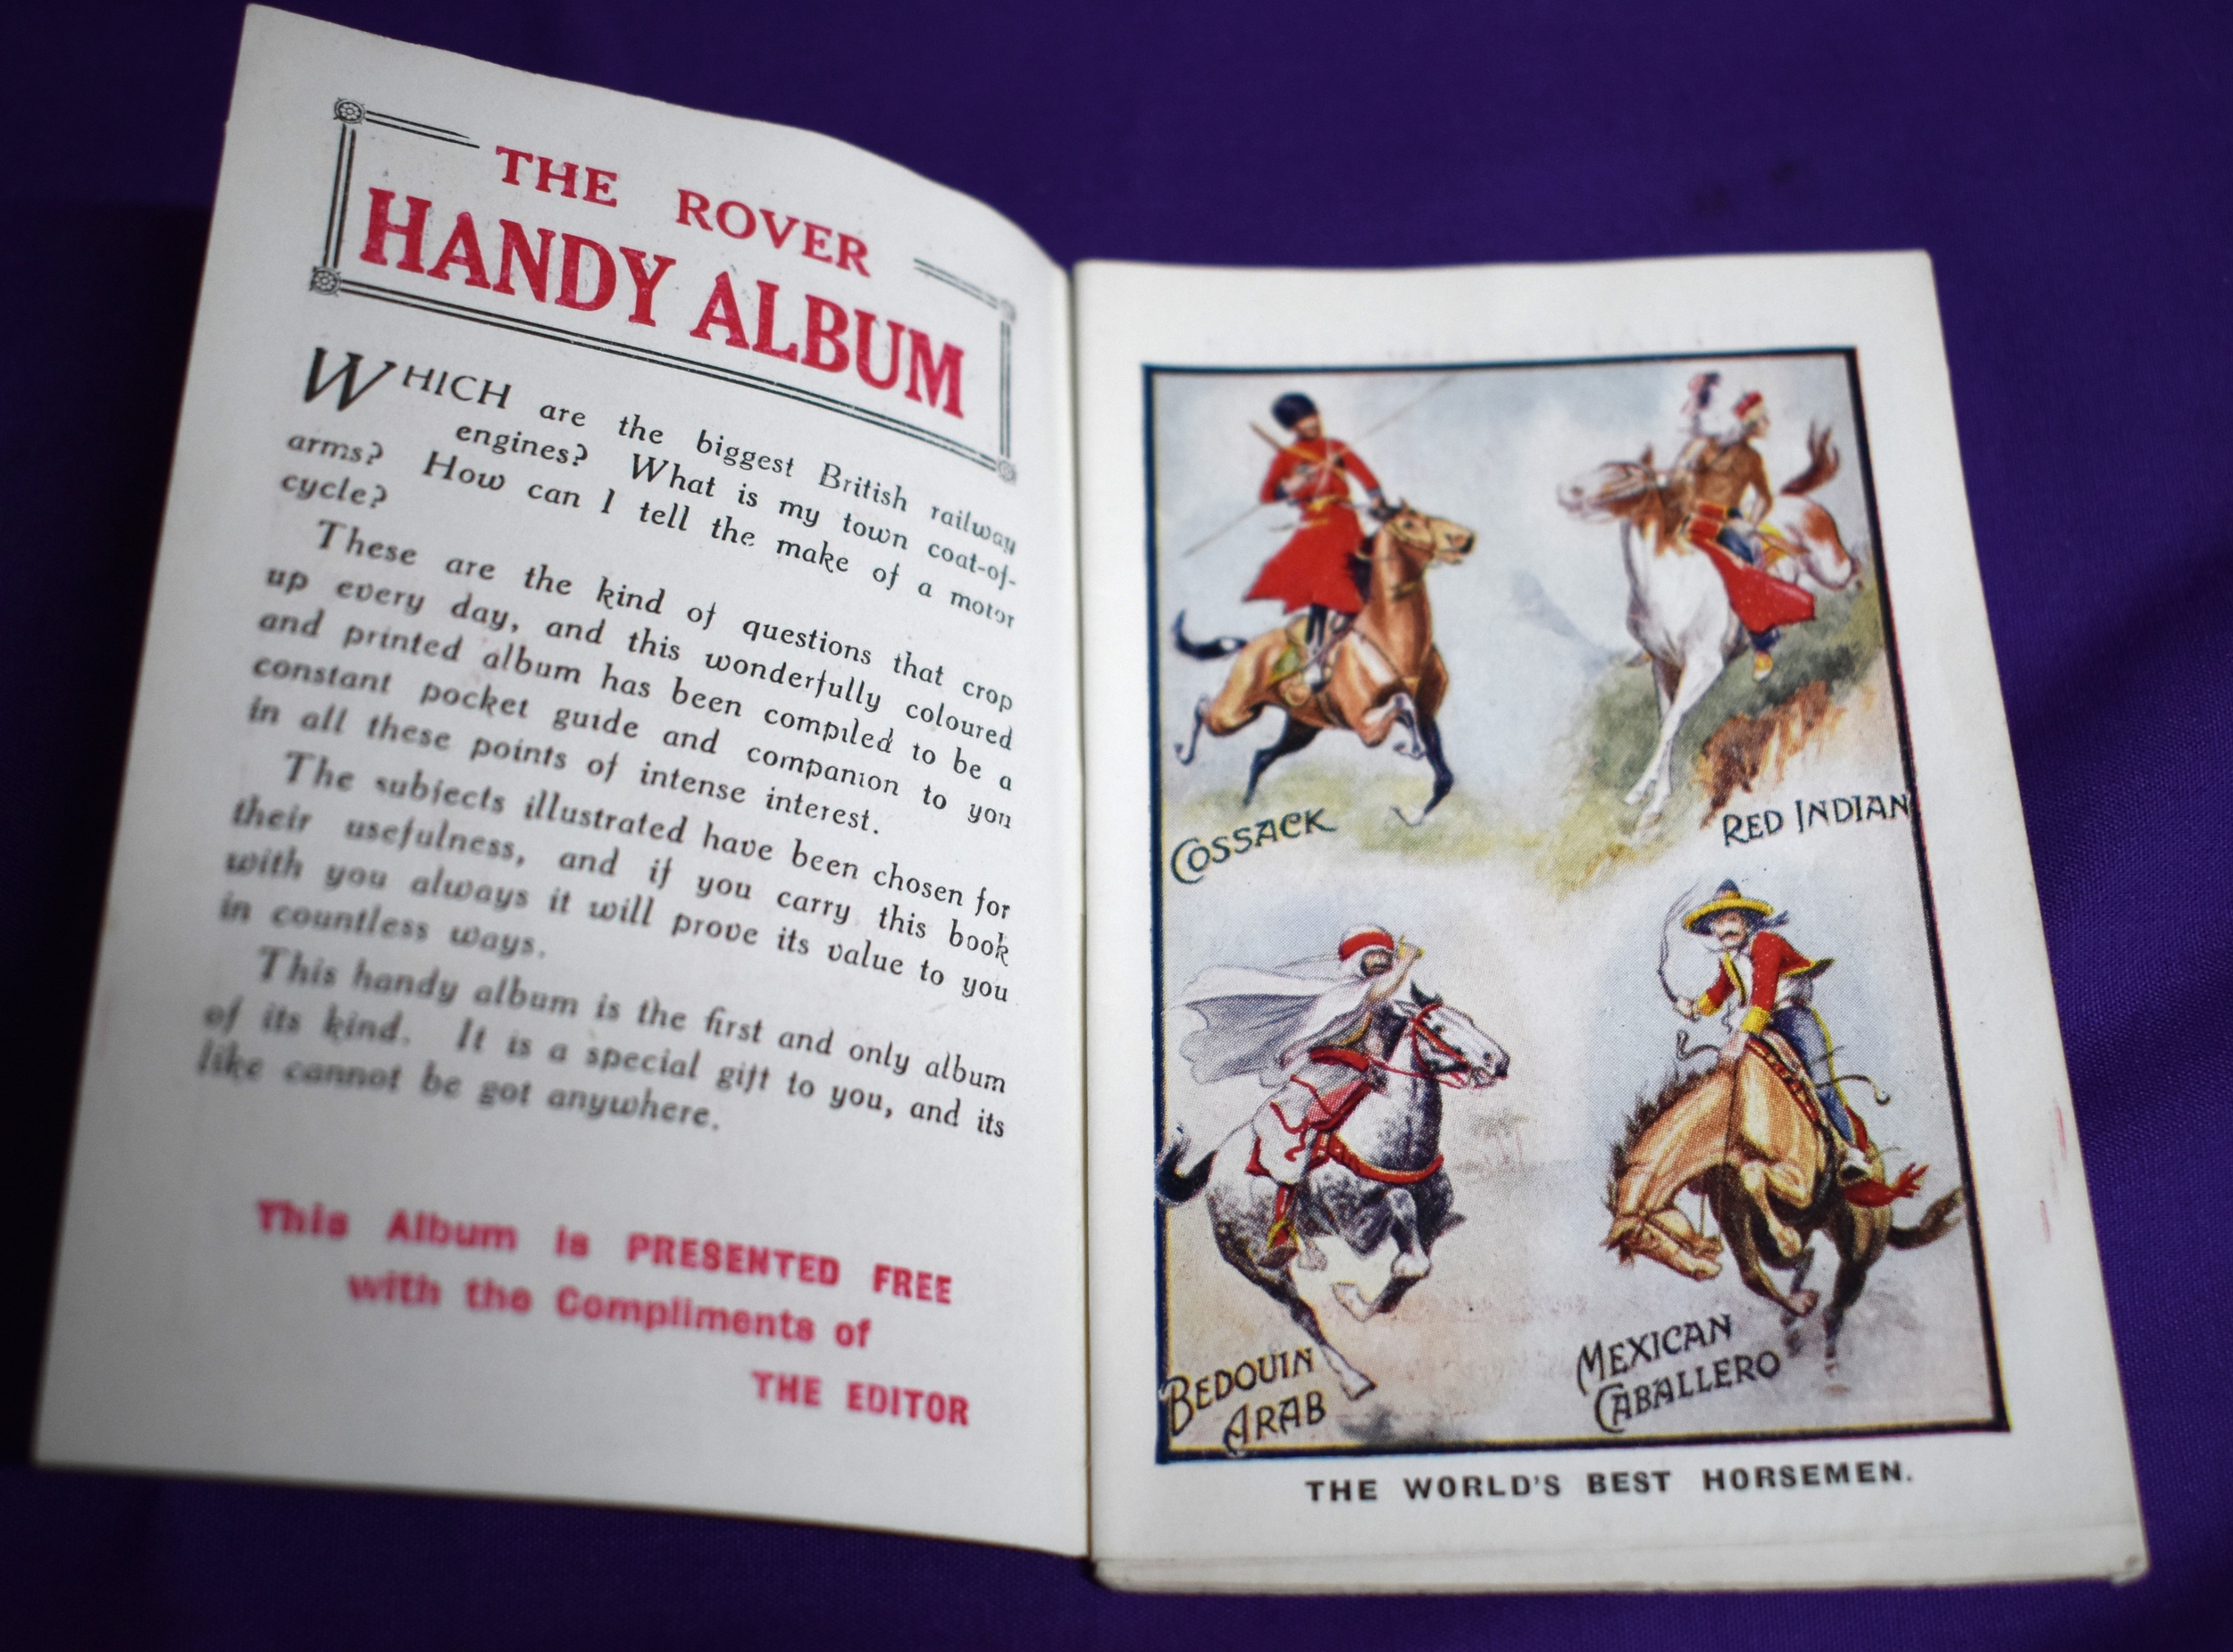 THE ROVER
HANDY ALBUM
WHICH are the biggest British railway
engines? What is my town coat-of-
arms? How can I tell the make of a motor
cycle?
These are the kind of questions that crop
up every day, and this wonderfully coloured
and printed album has been compiled to be a
constant pocket guide and companion to you
in all these points of intense interest.
The subjects illustrated have been chosen for
their usefulness, and if you carry this book
with you always it will prove its value to you
in countless ways.
This handy album is the first and only album
of its kind. It is a special gift to you, and its
like cannot be got anywhere.
This Album is PRESENTED FREE
with the Compliments of
THE EDITOR
COSSACK
RED INDIAN
BEDOUIN
ARAB
MEXICAN
CABALLERO
THE WORLD'S BEST HORSEMEN.